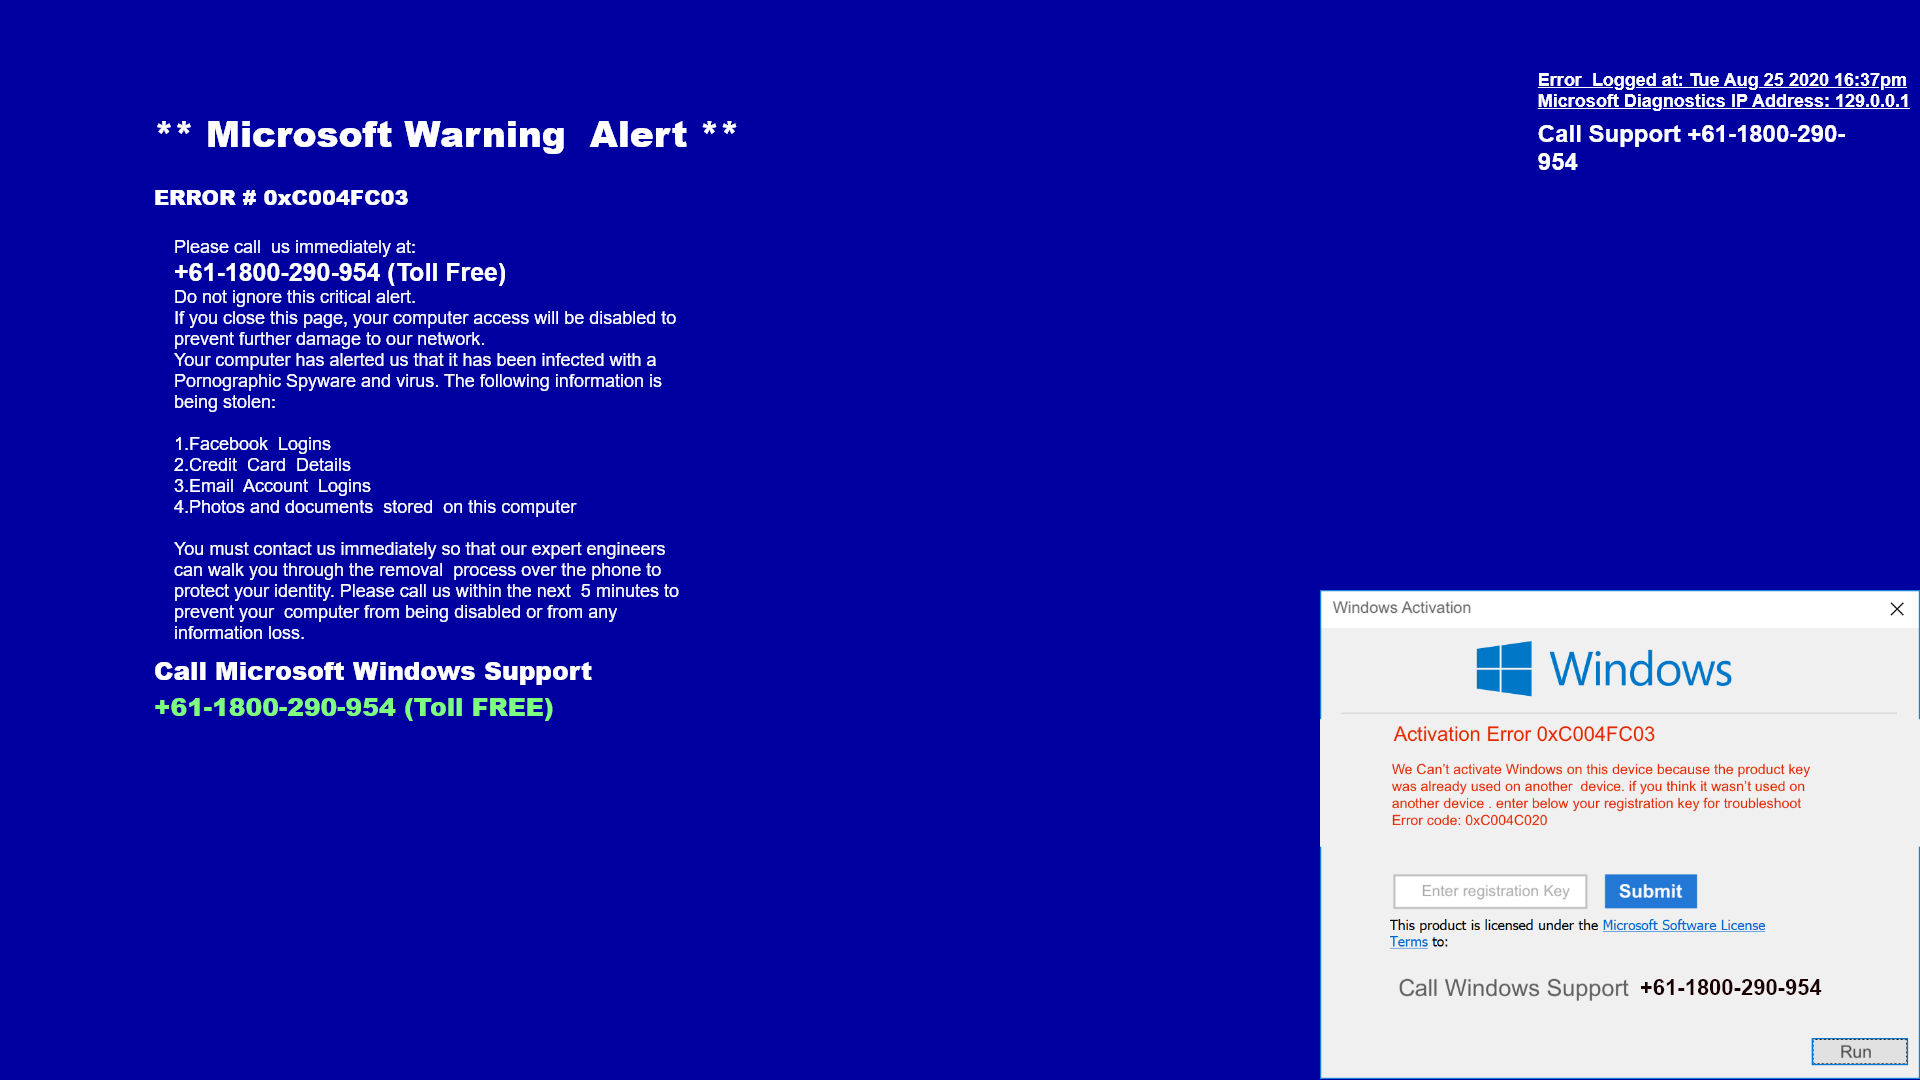 Error  Logged at: Tue Aug 25 2020 16:37pm
Microsoft Diagnostics IP Address: 129.0.0.1
Call Support +61-1800-290-
954
** Microsoft Warning  Alert **
ERROR # 0xC004FC03
Please call  us immediately at:
+61-1800-290-954 (Toll Free)
Do not ignore this critical alert.
If you close this page, your computer access will be disabled to
prevent further damage to our network.
Your computer has alerted us that it has been infected with a
Pornographic Spyware and virus. The following information is
being stolen:
1.Facebook  Logins
2.Credit  Card  Details
3.Email  Account  Logins
4.Photos and documents  stored  on this computer
You must contact us immediately so that our expert engineers
can walk you through the removal  process over the phone to
protect your identity. Please call us within the next  5 minutes to
prevent your  computer from being disabled or from any
information loss.
Call Microsoft Windows Support
+61-1800-290-954 (Toll FREE)
Windows Activation
Windows
Activation Error 0xC004FC03
We Can't activate Windows on this device because the product key
was already used on another  device. if you think it wasn't used on
another device . enter below your registration key for troubleshoot
Error code: 0xC004C020
Enter registration Key
Submit
This product is licensed under the Microsoft Software License
Terms to:
Call Windows Support +61-1800-290-954
Run